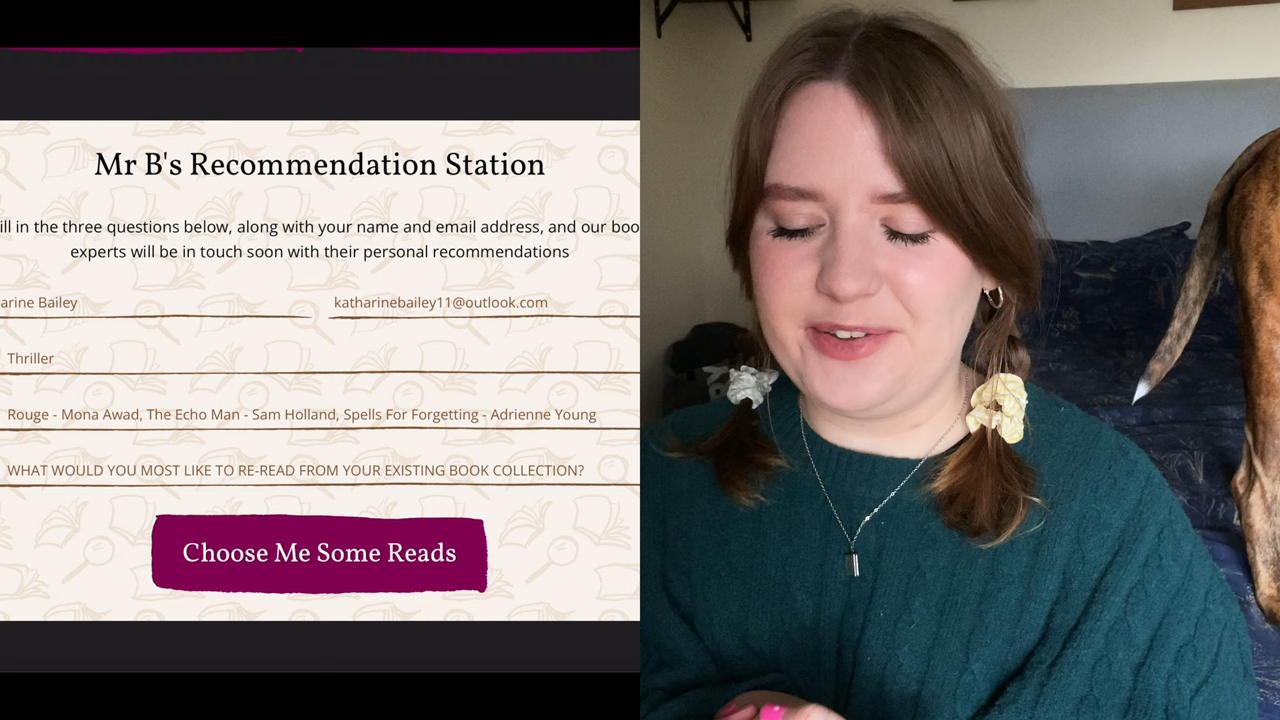 Mr B's Recommendation Station
ill in the three questions below, along with your name and email address, and our boo
experts will be in touch soon with their personal recommendations
arine Bailey
katharinebailey11@outlook.com
Thriller
Rouge - Mona Awad, The Echo Man - Sam Holland, Spells For Forgetting - Adrienne Young
WHAT WOULD YOU MOST LIKE TO RE-READ FROM YOUR EXISTING BOOK COLLECTION?
Choose Me Some Reads